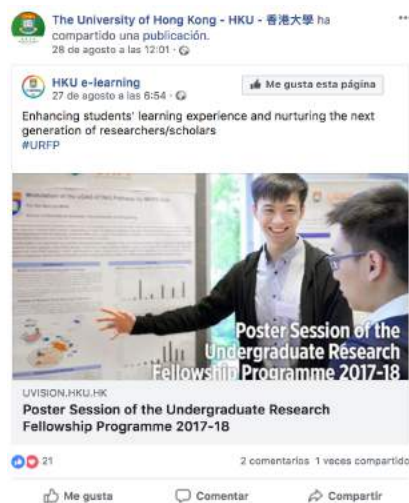 The University of Hong Kong - HKU - 香港大學 ha
compartido una publicación.
28 de agosto a las 12:01 ·
HKU e-learning
27 de agosto a las 6:54 ·
Me gusta esta página
Enhancing students' learning experience and nurturing the next
generation of researchers/scholars
#URFP
Poster Session of the
Undergraduate Research
Fellowship Programme 2017-18
UVISION.HKU.HK
Poster Session of the Undergraduate Research
Fellowship Programme 2017-18
21
2 comentarios 1 veces compartido
Me gusta
Comentar
Compartir